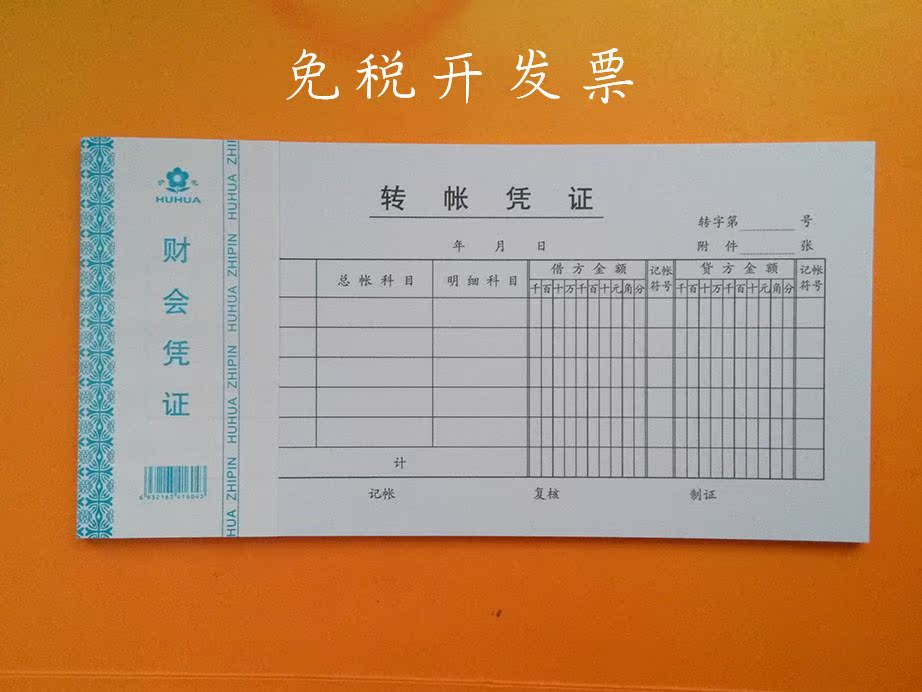 免税开发票
沪花
HUHUA
财会凭证
HUHUA ZHIPIN HUHUA ZHIPIN HUHUA ZHIPIN
转帐凭证
转字第 号
年 月 日
附件 张
总帐科目 明细科目 借方金额 记帐符号 贷方金额 记帐符号
千百十万千百十元角分 千百十万千百十元角分
计
记帐 复核 制证